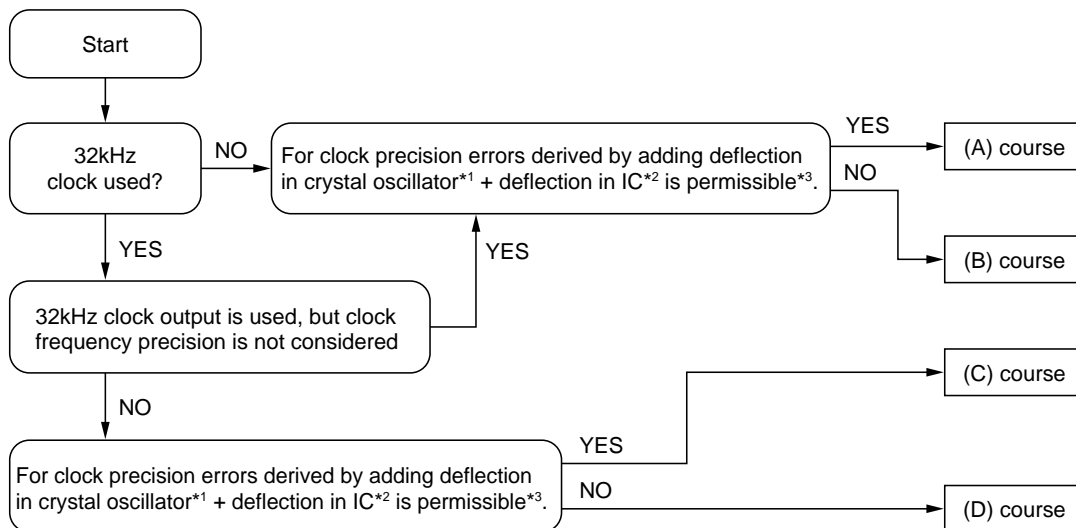 Start
32kHz
clock used?
NO
For clock precision errors derived by adding deflection
in crystal oscillator*1 + deflection in IC*2 is permissible*3.
YES
(A) course
NO
(B) course
YES
YES
32kHz clock output is used, but clock
frequency precision is not considered
(C) course
NO
For clock precision errors derived by adding deflection
in crystal oscillator*1 + deflection in IC*2 is permissible*3.
YES
NO
(D) course